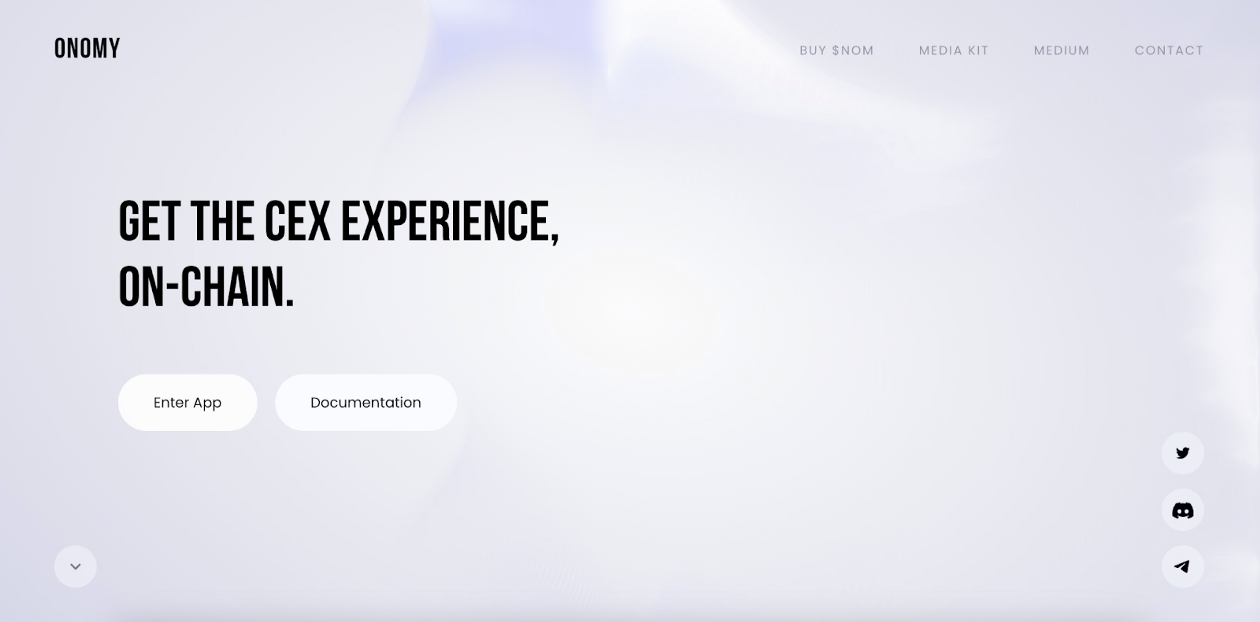 ONOMY
BUY $NOM
MEDIA KIT
MEDIUM
CONTACT
GET THE CEX EXPERIENCE,
ON-CHAIN.
Enter App
Documentation